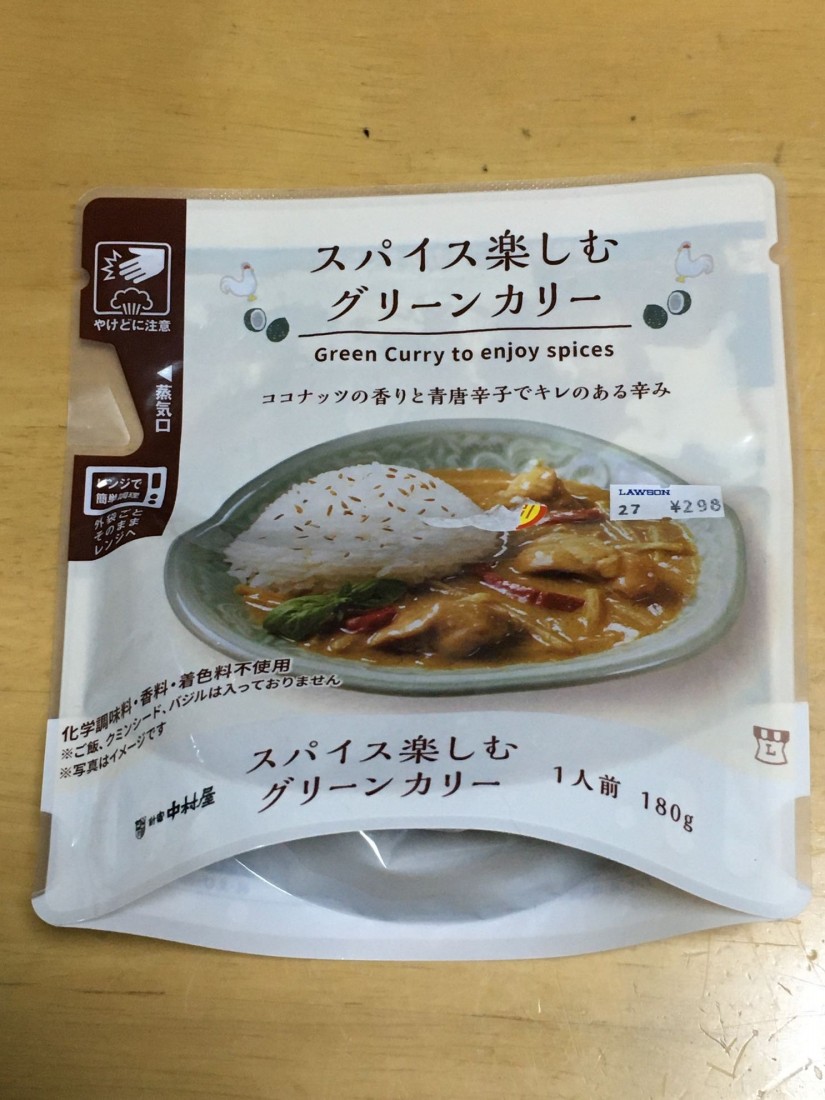 スパイス楽しむ
グリーンカリー
Green Curry to enjoy spices
ココナッツの香りと青唐辛子でキレのある辛み
やけどに注意
◀蒸気口
レンジで
簡単調理
外袋ごと
そのまま
レンジへ
LAWSON
27 ¥298
化学調味料・香料・着色料不使用
※ご飯、クミンシード、バジルは入っておりません
※写真はイメージです
スパイス楽しむ
グリーンカリー
1人前 180g
L